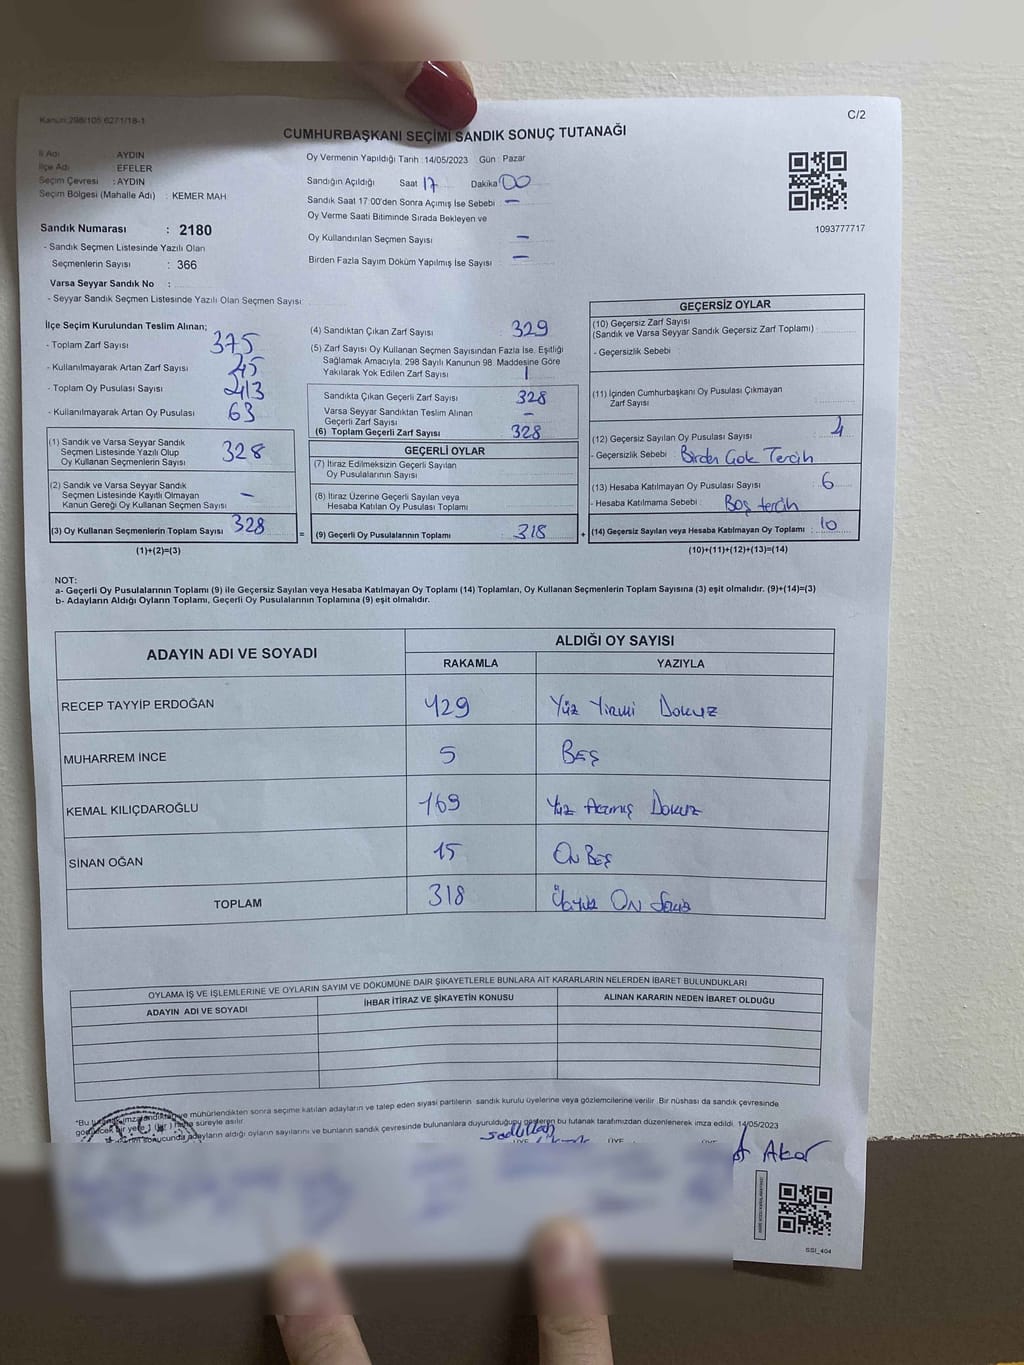 Kanun:298/105 6271/18-1
C/2
CUMHURBAŞKANI SEÇİMİ SANDIK SONUÇ TUTANAĞI
İl Adı : AYDIN
İlçe Adı : EFELER
Seçim Çevresi : AYDIN
Seçim Bölgesi (Mahalle Adı) : KEMER MAH
Sandık Numarası : 2180
- Sandık Seçmen Listesinde Yazılı Olan
Seçmenlerin Sayısı : 366
Varsa Seyyar Sandık No :
- Seyyar Sandık Seçmen Listesinde Yazılı Olan Seçmen Sayısı:
Oy Vermenin Yapıldığı Tarih :14/05/2023 Gün : Pazar
Sandığın Açıldığı Saat 17 Dakika 00
Sandık Saat 17:00'den Sonra Açımış İse Sebebi : —
Oy Verme Saati Bitiminde Sırada Bekleyen ve
Oy Kullandırılan Seçmen Sayısı : —
Birden Fazla Sayım Döküm Yapılmış İse Sayısı : —
1093777717
İlçe Seçim Kurulundan Teslim Alınan;
- Toplam Zarf Sayısı : 375
- Kullanılmayarak Artan Zarf Sayısı : 45
- Toplam Oy Pusulası Sayısı : 413
- Kullanılmayarak Artan Oy Pusulası : 63
(1) Sandık ve Varsa Seyyar Sandık
Seçmen Listesinde Yazılı Olup
Oy Kullanan Seçmenlerin Sayısı : 328
(2) Sandık ve Varsa Seyyar Sandık
Seçmen Listesinde Kayıtlı Olmayan
Kanun Gereği Oy Kullanan Seçmen Sayısı : —
(3) Oy Kullanan Seçmenlerin Toplam Sayısı : 328
(1)+(2)=(3)
(4) Sandıktan Çıkan Zarf Sayısı : 329
(5) Zarf Sayısı Oy Kullanan Seçmen Sayısından Fazla İse, Eşitliği
Sağlamak Amacıyla, 298 Sayılı Kanunun 98. Maddesine Göre
Yakılarak Yok Edilen Zarf Sayısı : 1
Sandıkta Çıkan Geçerli Zarf Sayısı : 328
Varsa Seyyar Sandıktan Teslim Alınan
Geçerli Zarf Sayısı : —
(6) Toplam Geçerli Zarf Sayısı : 328
GEÇERLİ OYLAR
(7) İtiraz Edilmeksizin Geçerli Sayılan
Oy Pusulalarının Sayısı :
(8) İtiraz Üzerine Geçerli Sayılan veya
Hesaba Katılan Oy Pusulası Toplamı :
= (9) Geçerli Oy Pusulalarının Toplamı : 318
GEÇERSİZ OYLAR
(10) Geçersiz Zarf Sayısı
(Sandık ve Varsa Seyyar Sandık Geçersiz Zarf Toplamı) :
- Geçersizlik Sebebi :
(11) İçinden Cumhurbaşkanı Oy Pusulası Çıkmayan
Zarf Sayısı :
(12) Geçersiz Sayılan Oy Pusulası Sayısı : 4
- Geçersizlik Sebebi : Birden Çok Tercih
(13) Hesaba Katılmayan Oy Pusulası Sayısı : 6
- Hesaba Katılmama Sebebi : Boş tercih
+ (14) Geçersiz Sayılan veya Hesaba Katılmayan Oy Toplamı : 10
(10)+(11)+(12)+(13)=(14)
NOT:
a- Geçerli Oy Pusulalarının Toplamı (9) ile Geçersiz Sayılan veya Hesaba Katılmayan Oy Toplamı (14) Toplamları, Oy Kullanan Seçmenlerin Toplam Sayısına (3) eşit olmalıdır. (9)+(14)=(3)
b- Adayların Aldığı Oyların Toplamı, Geçerli Oy Pusulalarının Toplamına (9) eşit olmalıdır.
ADAYIN ADI VE SOYADI
ALDIĞI OY SAYISI
RAKAMLA YAZIYLA
RECEP TAYYİP ERDOĞAN 129 Yüz Yirmi Dokuz
MUHARREM İNCE 5 BEŞ
KEMAL KILIÇDAROĞLU 169 Yüz Atmış Dokuz
SİNAN OĞAN 15 ON BEŞ
TOPLAM 318 Üçyüz ON Sekiz
OYLAMA İŞ VE İŞLEMLERİNE VE OYLARIN SAYIM VE DÖKÜMÜNE DAİR ŞİKAYETLERLE BUNLARA AİT KARARLARIN NELERDEN İBARET BULUNDUKLARI
ADAYIN ADI VE SOYADI İHBAR İTİRAZ VE ŞİKAYETİN KONUSU ALINAN KARARIN NEDEN İBARET OLDUĞU
mühürlendikten sonra seçime katılan adayların ve talep eden siyasi partilerin sandık kurulu üyelerine veya gözlemcilerine verilir. Bir nüshası da sandık çevresinde
süreyle asılır.
sonucunda adayların aldığı oyların sayılarını ve bunların sandık çevresinde bulunanlara duyurulduğunu gösteren bu tutanak tarafımızdan düzenlenerek imza edildi. 14/05/2023
Sadullah
A Akar
SSI_404